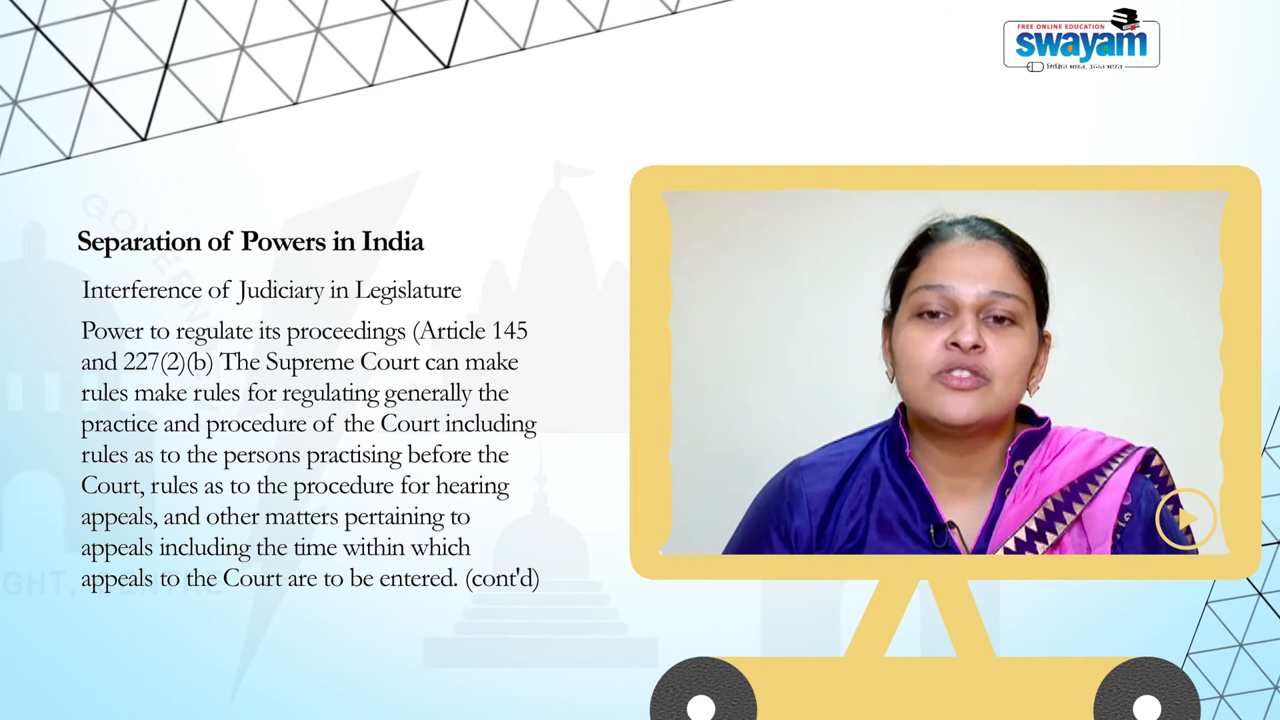 FREE ONLINE EDUCATION
swayam
शिक्षित भारत, उन्नत भारत
Separation of Powers in India
Interference of Judiciary in Legislature
Power to regulate its proceedings (Article 145
and 227(2)(b) The Supreme Court can make
rules make rules for regulating generally the
practice and procedure of the Court including
rules as to the persons practising before the
Court, rules as to the procedure for hearing
appeals, and other matters pertaining to
appeals including the time within which
appeals to the Court are to be entered. (cont'd)